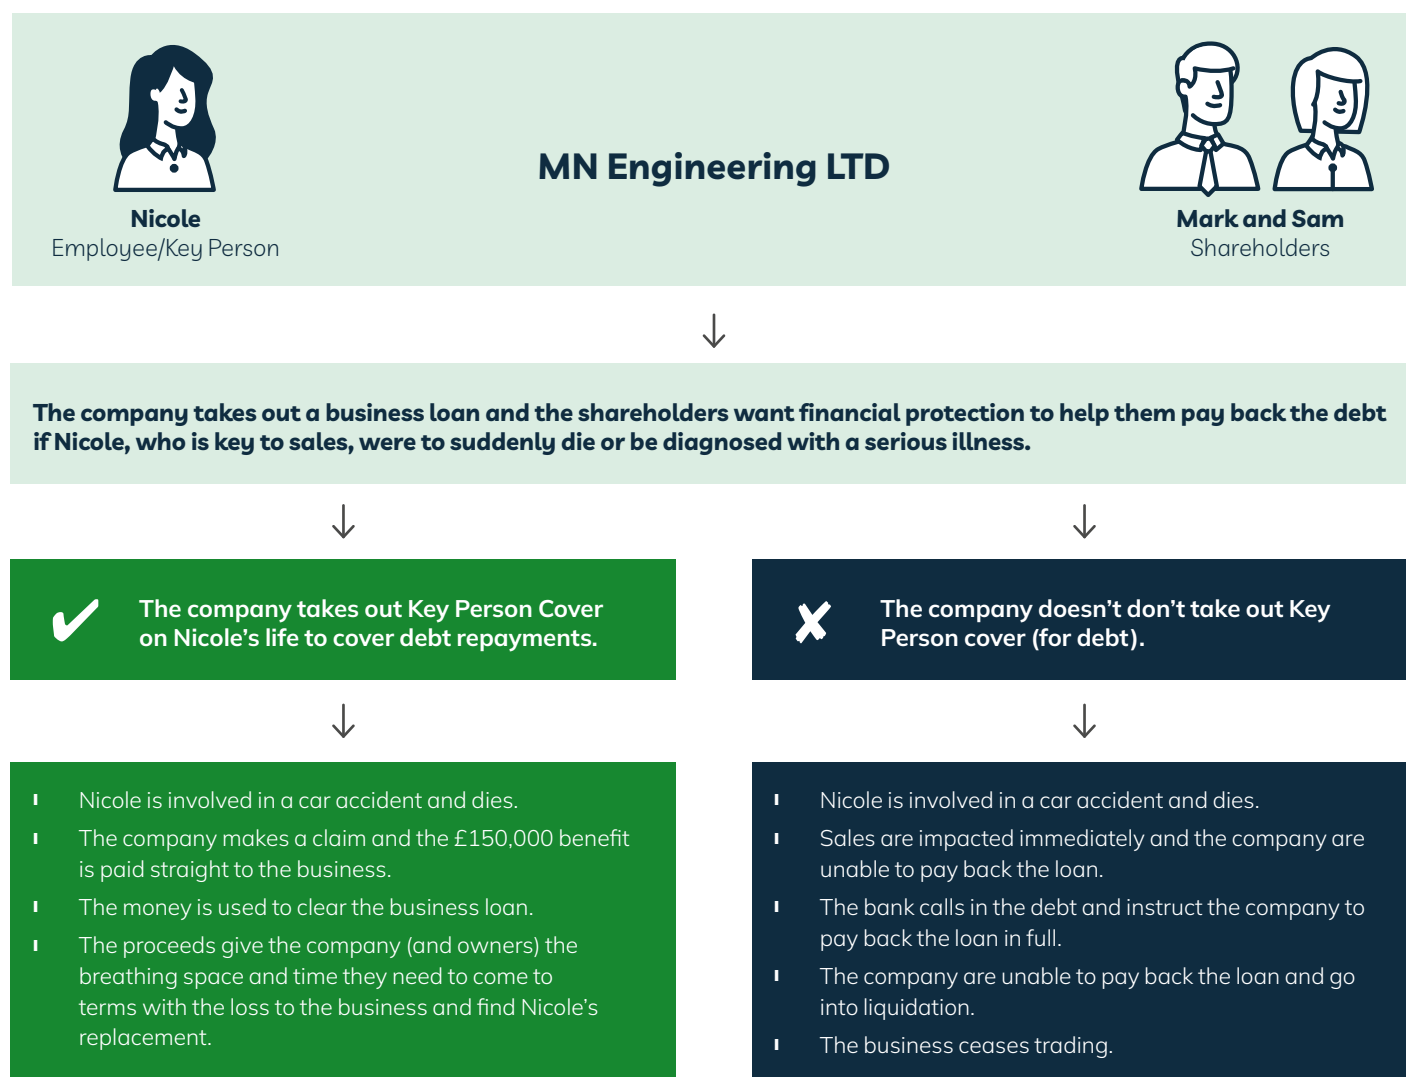 MN Engineering LTD
Nicole
Employee/Key Person
Mark and Sam
Shareholders
The company takes out a business loan and the shareholders want financial protection to help them pay back the debt
if Nicole, who is key to sales, were to suddenly die or be diagnosed with a serious illness.
The company takes out Key Person Cover
on Nicole’s life to cover debt repayments.
Nicole is involved in a car accident and dies.
The company makes a claim and the £150,000 benefit
is paid straight to the business.
The money is used to clear the business loan.
The proceeds give the company (and owners) the
breathing space and time they need to come to
terms with the loss to the business and find Nicole’s
replacement.
The company doesn’t don’t take out Key
Person cover (for debt).
Nicole is involved in a car accident and dies.
Sales are impacted immediately and the company are
unable to pay back the loan.
The bank calls in the debt and instruct the company to
pay back the loan in full.
The company are unable to pay back the loan and go
into liquidation.
The business ceases trading.